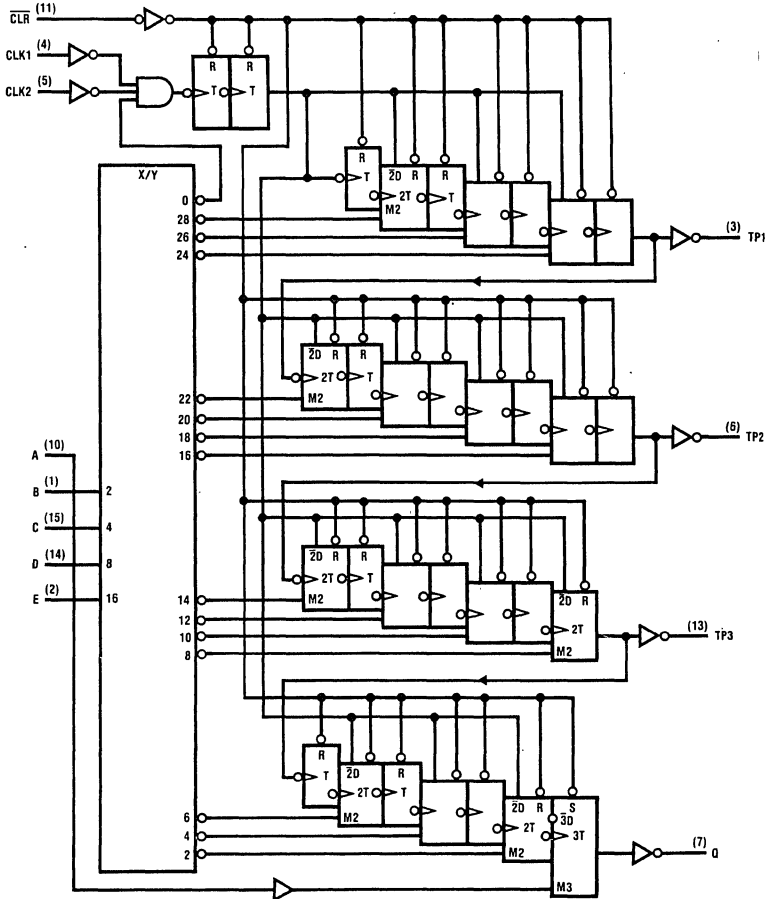 CLR (11)
CLK1 (4)
CLK2 (5)
R R
T T
X/Y
R
T
2D R R
2T T
M2
0
28
26
24
(3) TP1
2D R R
2T T
M2
22
20
18
16
(6) TP2
A (10)
B (1) 2
C (15) 4
D (14) 8
E (2) 16
2D R R
2T T
M2
14
12
10
8
2D R
2T
M2
(13) TP3
R
T
2D R
2T T
M2
6
4
2
2D R S
3D
2T 3T
M2
M3
(7) Q